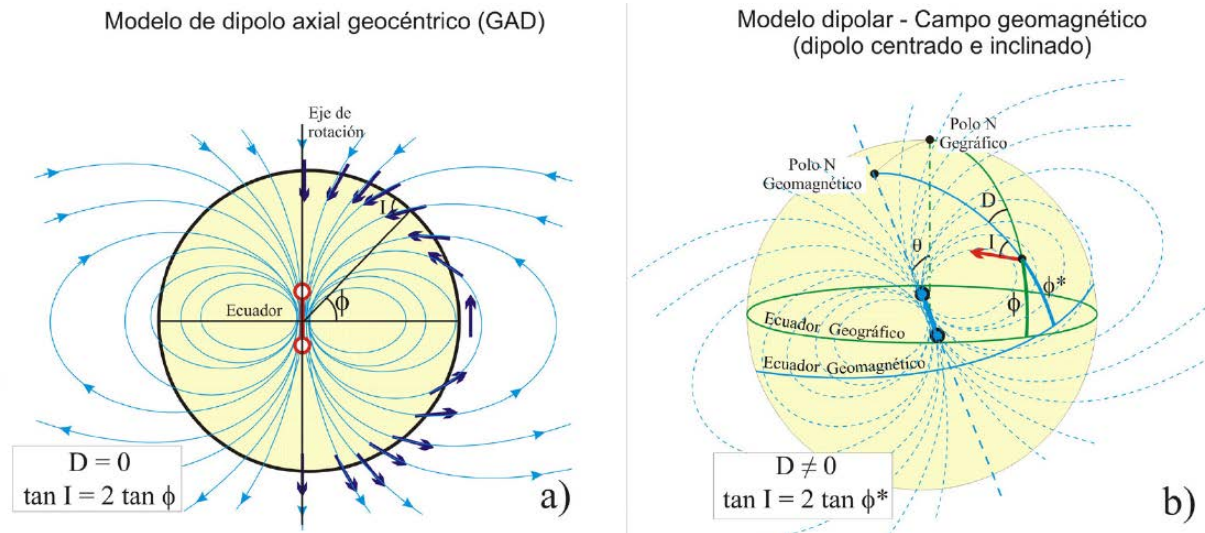 Modelo de dipolo axial geocéntrico (GAD)
Eje de
rotación
I
Ecuador
ϕ
D = 0
tan I = 2 tan ϕ
a)
Modelo dipolar - Campo geomagnético
(dipolo centrado e inclinado)
Polo N
Gegráfico
Polo N
Geomagnético
D
θ
I
ϕ*
ϕ
Ecuador Geográfico
Ecuador Geomagnético
D ≠ 0
tan I = 2 tan ϕ*
b)